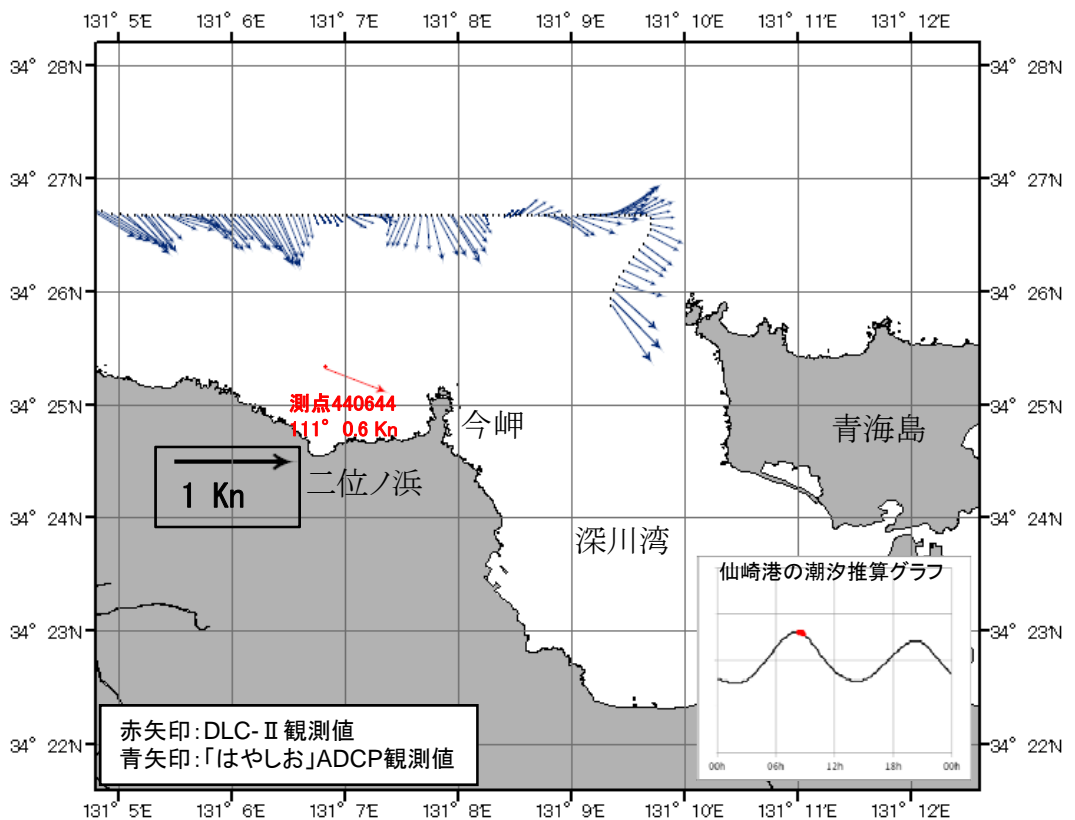 131° 5'E 131° 6'E 131° 7'E 131° 8'E 131° 9'E 131° 10'E 131° 11'E 131° 12'E
34° 28'N 34° 28'N
34° 27'N 34° 27'N
34° 26'N 34° 26'N
34° 25'N 34° 25'N
34° 24'N 34° 24'N
34° 23'N 34° 23'N
34° 22'N 34° 22'N
測点440644
111° 0.6 Kn
今岬
青海島
1 Kn
二位ノ浜
深川湾
仙崎港の潮汐推算グラフ
00h 06h 12h 18h 00h
赤矢印:DLC-Ⅱ観測値
青矢印:「はやしお」ADCP観測値
131° 5'E 131° 6'E 131° 7'E 131° 8'E 131° 9'E 131° 10'E 131° 11'E 131° 12'E